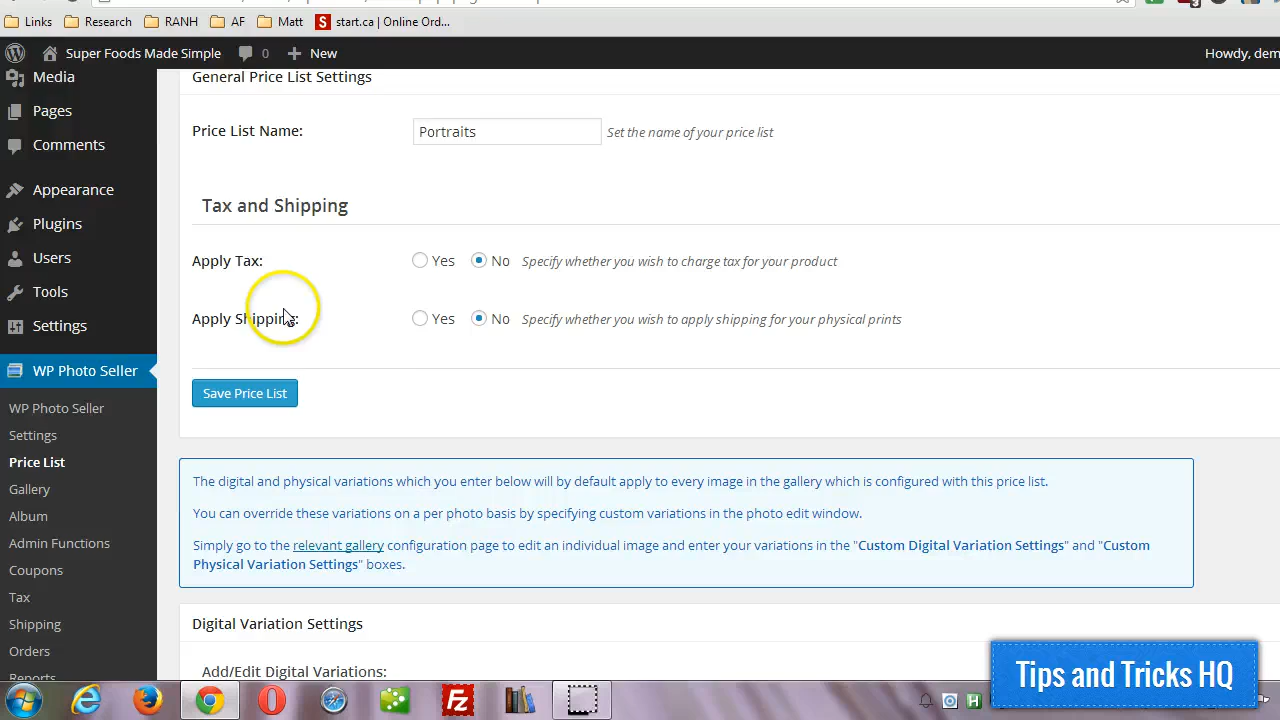 Links Research RANH AF Matt start.ca | Online Ord...
Super Foods Made Simple 0 New Howdy, dem
Media
Pages
Comments
Appearance
Plugins
Users
Tools
Settings
WP Photo Seller
WP Photo Seller
Settings
Price List
Gallery
Album
Admin Functions
Coupons
Tax
Shipping
Orders
Reports
General Price List Settings
Price List Name: Portraits Set the name of your price list
Tax and Shipping
Apply Tax: Yes No Specify whether you wish to charge tax for your product
Apply Shipping: Yes No Specify whether you wish to apply shipping for your physical prints
Save Price List
The digital and physical variations which you enter below will by default apply to every image in the gallery which is configured with this price list.
You can override these variations on a per photo basis by specifying custom variations in the photo edit window.
Simply go to the relevant gallery configuration page to edit an individual image and enter your variations in the "Custom Digital Variation Settings" and "Custom
Physical Variation Settings" boxes.
Digital Variation Settings
Add/Edit Digital Variations:
Tips and Tricks HQ